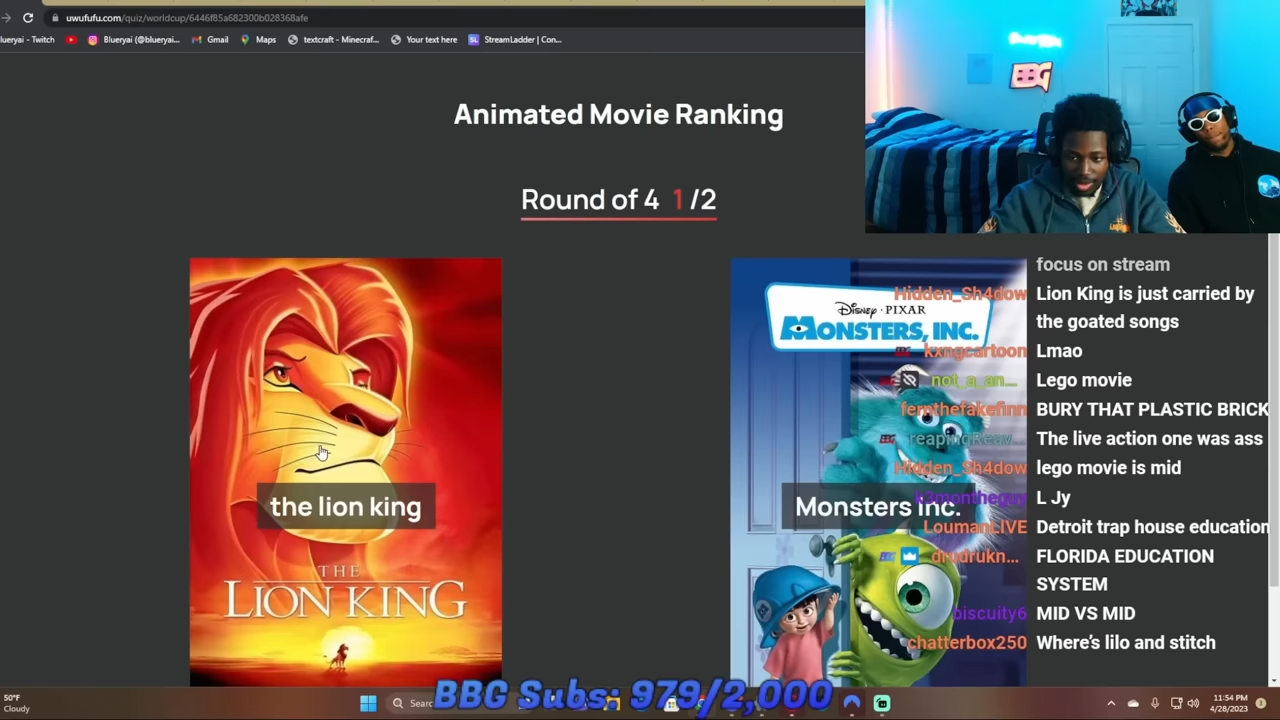 uwufufu.com/quiz/worldcup/6446f85a682300b028368afe
lueryai - Twitch
Blueryai (@blueryai...
Gmail
Maps
textcraft - Minecraf...
Your text here
StreamLadder | Con...
Animated Movie Ranking
Round of 4 1 /2
the lion king
THE
LION KING
DISNEY·PIXAR
MONSTERS, INC.
Monsters Inc.
focus on stream
Hidden_Sh4dow Lion King is just carried by
the goated songs
kxngcartoon Lmao
not_a_an... Lego movie
fernthefakefinn BURY THAT PLASTIC BRICK
reapingReav The live action one was ass
Hidden_Sh4dow lego movie is mid
k3montheguy L Jy
LoumanLIVE Detroit trap house education
drudrukn... FLORIDA EDUCATION
SYSTEM
biscuity6 MID VS MID
chatterbox250 Where's lilo and stitch
50°F
Cloudy
Searc
BBG Subs: 979/2,000
11:54 PM
4/28/2023